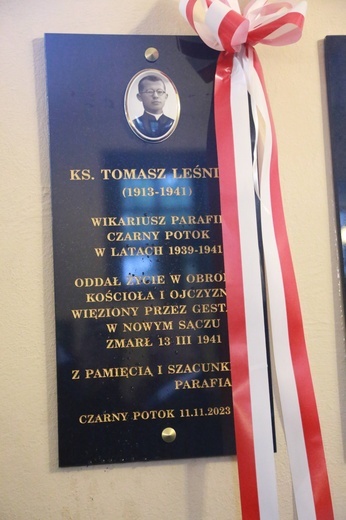 KS. TOMASZ LEŚNI
(1913-1941)
WIKARIUSZ PARAFI
CZARNY POTOK
W LATACH 1939-1941
ODDAŁ ŻYCIE W OBRON
KOŚCIOŁA I OJCZYZN
WIĘZIONY PRZEZ GEST
W NOWYM SĄCZU
ZMARŁ 13 III 1941
Z PAMIĘCIĄ I SZACUNK
PARAFIA
CZARNY POTOK 11.11.2023